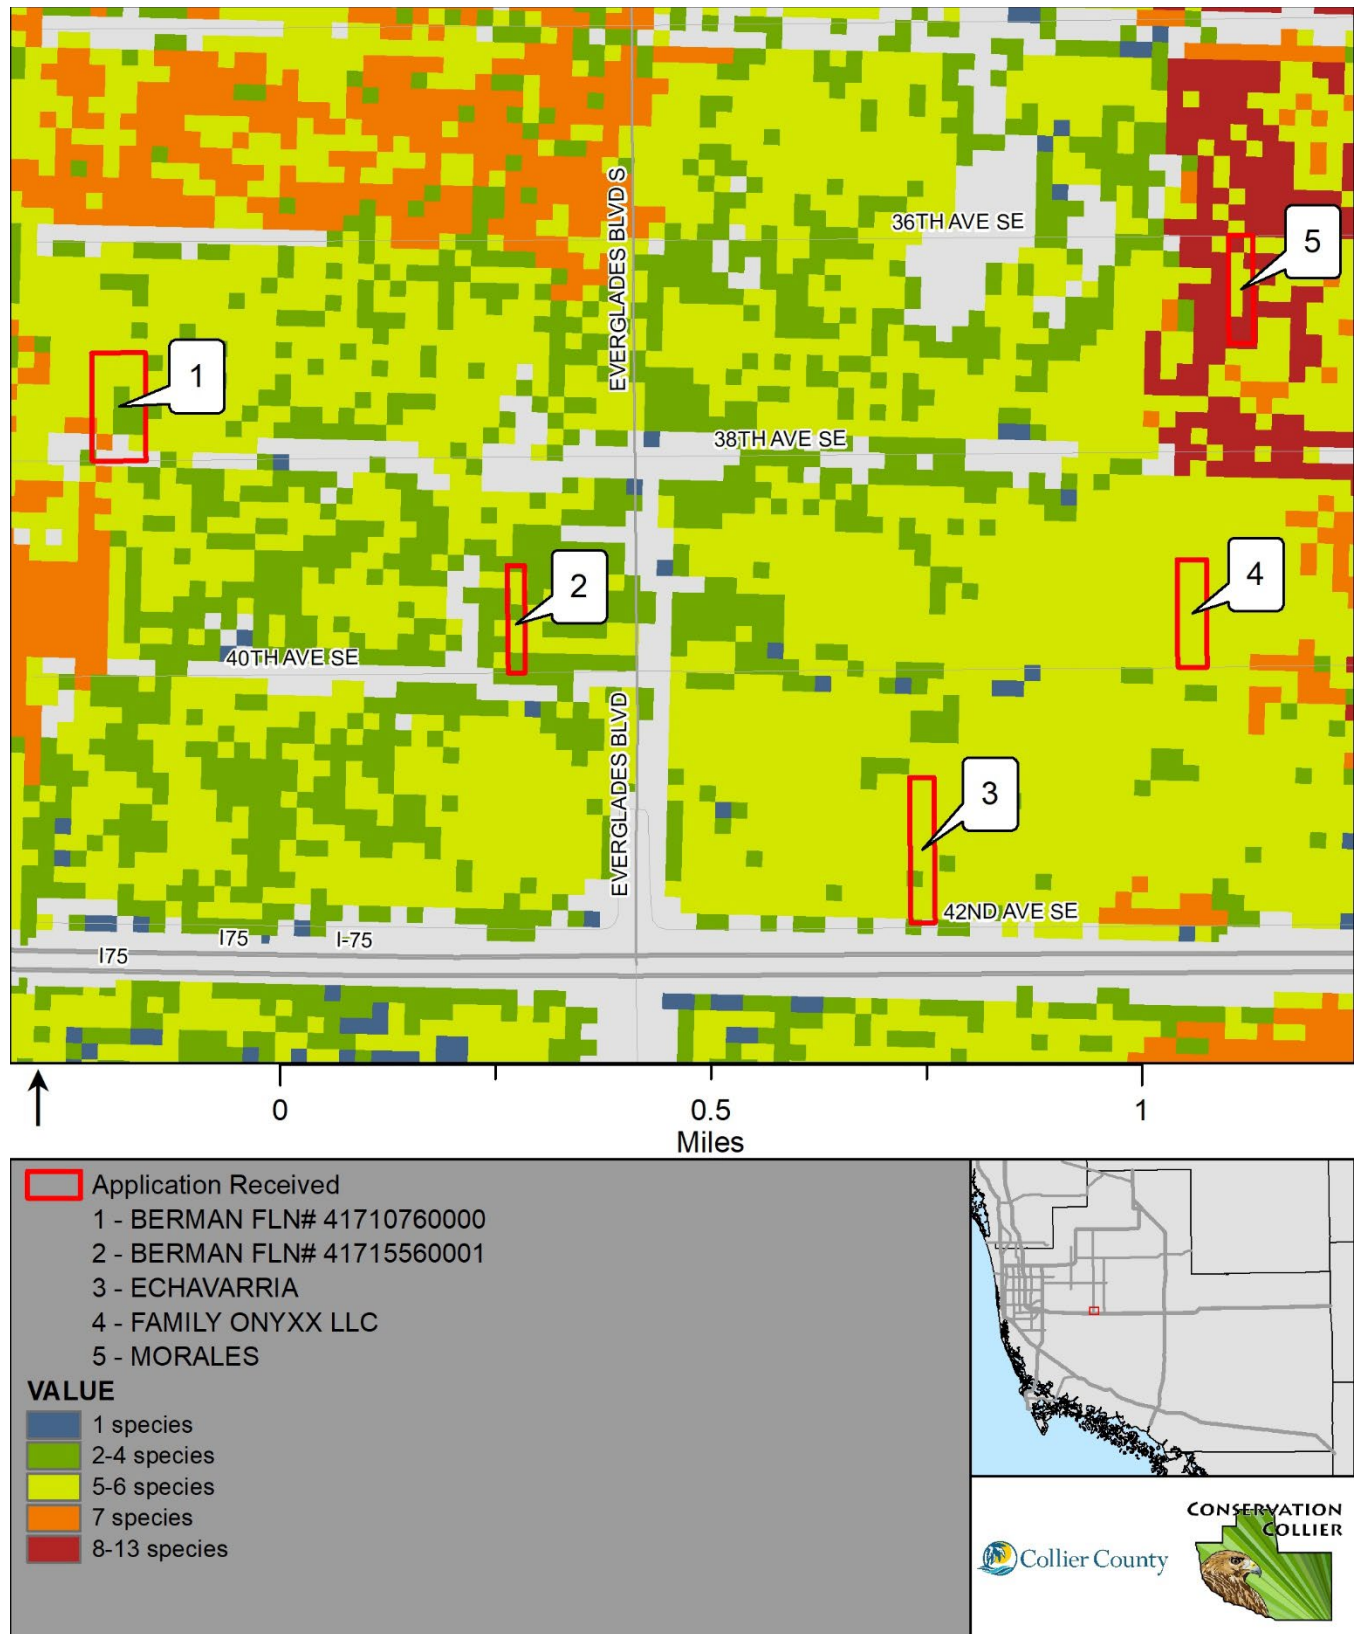 EVERGLADES BLVD S
36TH AVE SE
5
1
38TH AVE SE
2
4
40TH AVE SE
EVERGLADES BLVD
3
42ND AVE SE
I75
I-75
I75
0
0.5
1
Miles
Application Received
1 - BERMAN FLN# 41710760000
2 - BERMAN FLN# 41715560001
3 - ECHAVARRIA
4 - FAMILY ONYXX LLC
5 - MORALES
VALUE
1 species
2-4 species
5-6 species
7 species
8-13 species
CONSERVATION
COLLIER
Collier County